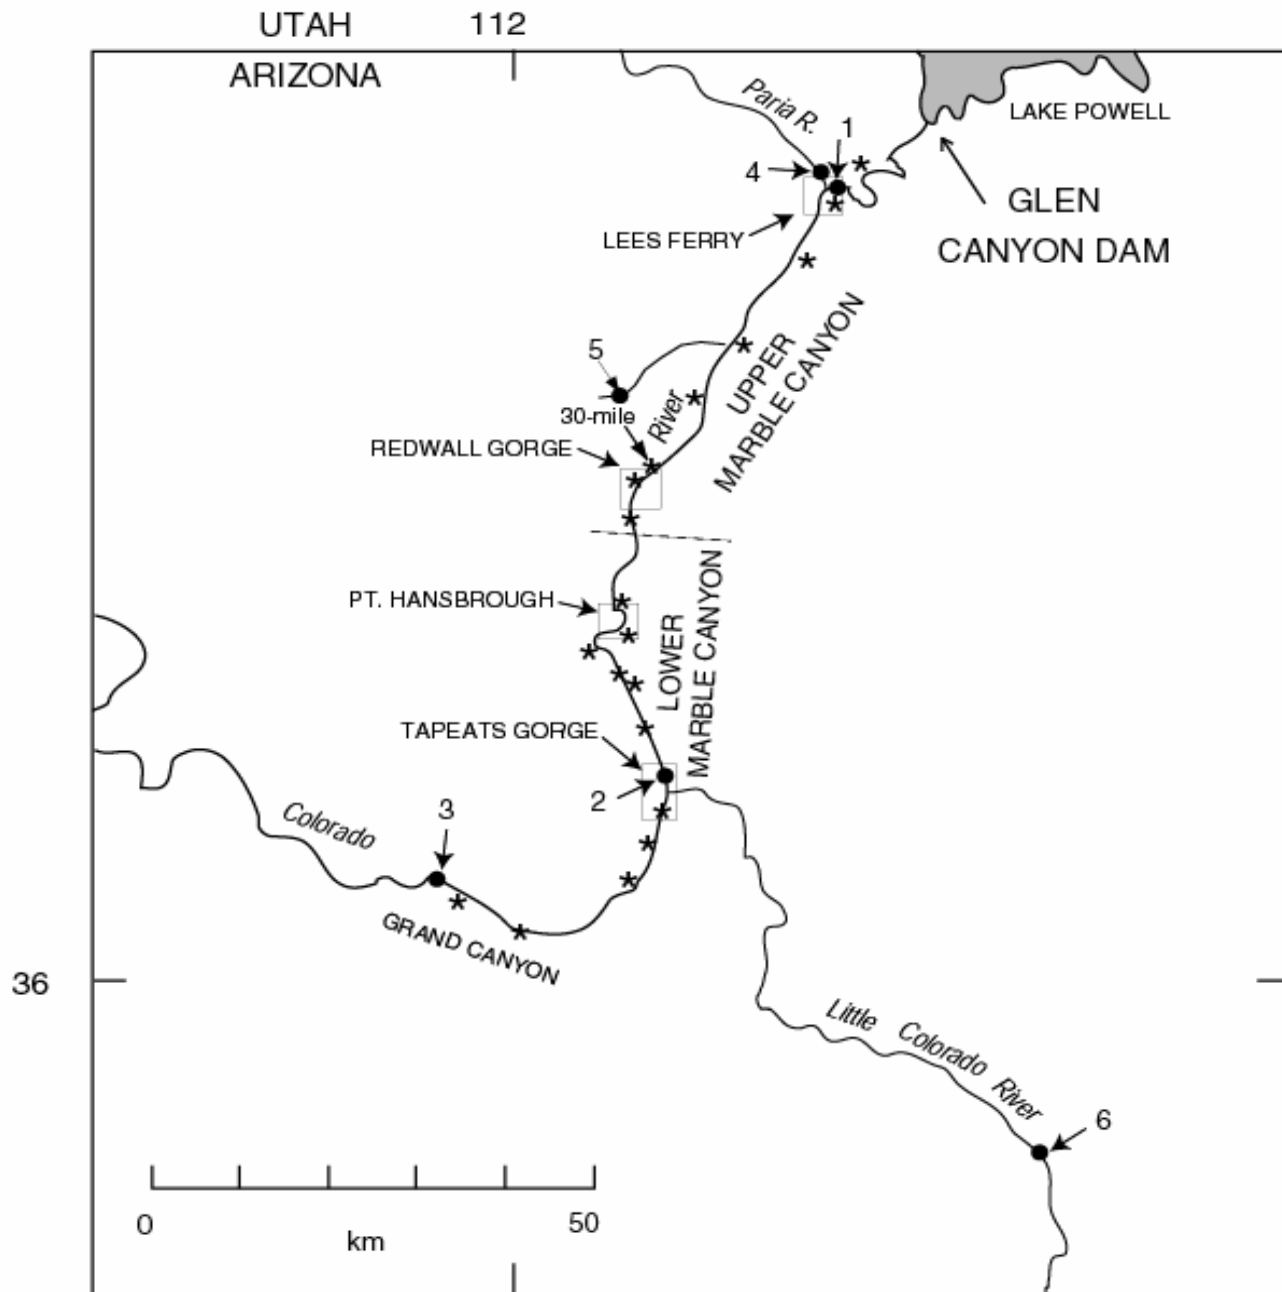 UTAH
112
ARIZONA
Paria R.
LAKE POWELL
1
4
GLEN
CANYON DAM
LEES FERRY
UPPER
MARBLE CANYON
5
30-mile
River
REDWALL GORGE
PT. HANSBROUGH
LOWER
MARBLE CANYON
TAPEATS GORGE
2
3
Colorado
GRAND CANYON
36
Little Colorado River
6
0
50
km